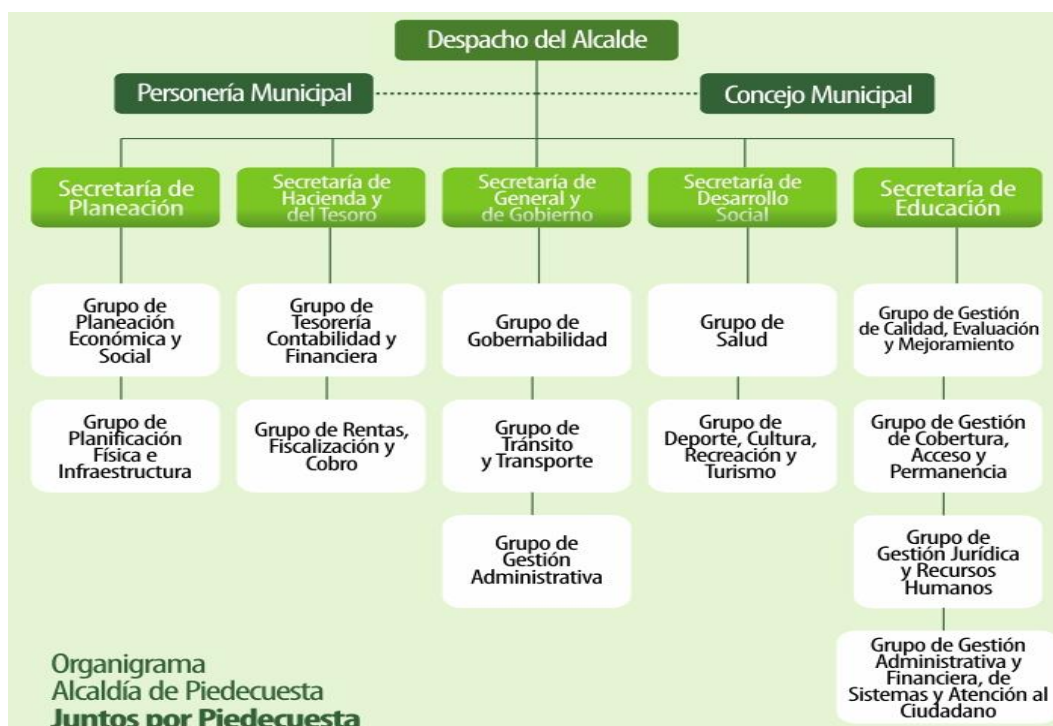 Despacho del Alcalde
Personería Municipal
Concejo Municipal
Secretaría de
Planeación
Secretaría de
Hacienda y
del Tesoro
Secretaría de
General y
de Gobierno
Secretaría de
Desarrollo
Social
Secretaría de
Educación
Grupo de
Planeación
Económica y
Social
Grupo de
Tesorería
Contabilidad y
Financiera
Grupo de
Gobernabilidad
Grupo de
Salud
Grupo de Gestión
de Calidad, Evaluación
y Mejoramiento
Grupo de
Planificación
Física e
Infraestructura
Grupo de Rentas,
Fiscalización y
Cobro
Grupo de
Tránsito
y Transporte
Grupo de
Deporte, Cultura,
Recreación y
Turismo
Grupo de Gestión
de Cobertura,
Acceso y
Permanencia
Grupo de
Gestión
Administrativa
Grupo de
Gestión Jurídica
y Recursos
Humanos
Grupo de Gestión
Administrativa y
Financiera, de
Sistemas y Atención al
Ciudadano
Organigrama
Alcaldía de Piedecuesta
Juntos por Piedecuesta